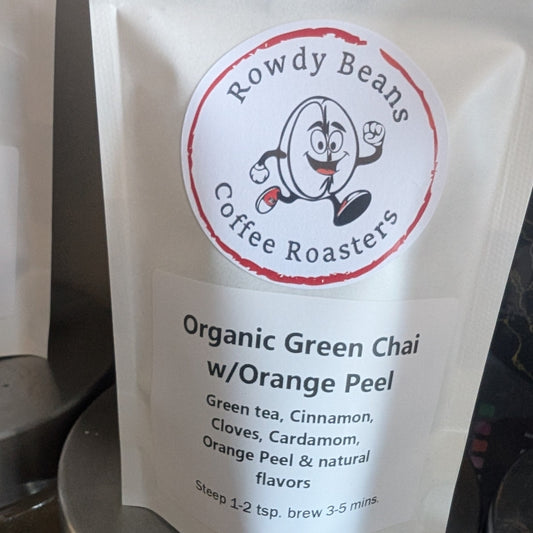 Rowdy Beans
Coffee Roasters
Organic Green Chai
w/Orange Peel
Green tea, Cinnamon,
Cloves, Cardamom,
Orange Peel & natural
flavors
Steep 1-2 tsp. brew 3-5 mins.